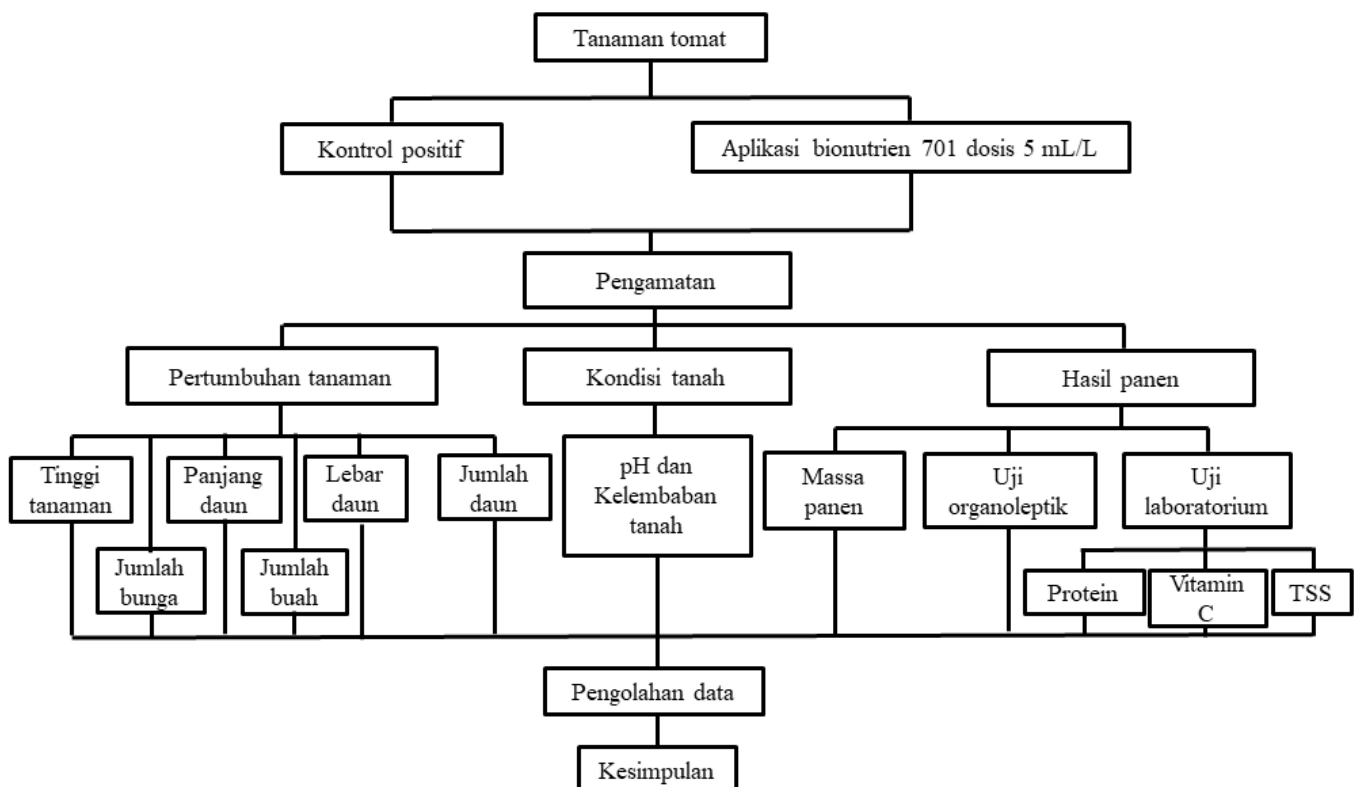 Tanaman tomat
Kontrol positif
Aplikasi bionutrien 701 dosis 5 mL/L
Pengamatan
Pertumbuhan tanaman
Kondisi tanah
Hasil panen
Tinggi
tanaman
Jumlah
bunga
Panjang
daun
Jumlah
buah
Lebar
daun
Jumlah
daun
pH dan
Kelembaban
tanah
Massa
panen
Uji
organoleptik
Uji
laboratorium
Protein
Vitamin
C
TSS
Pengolahan data
Kesimpulan